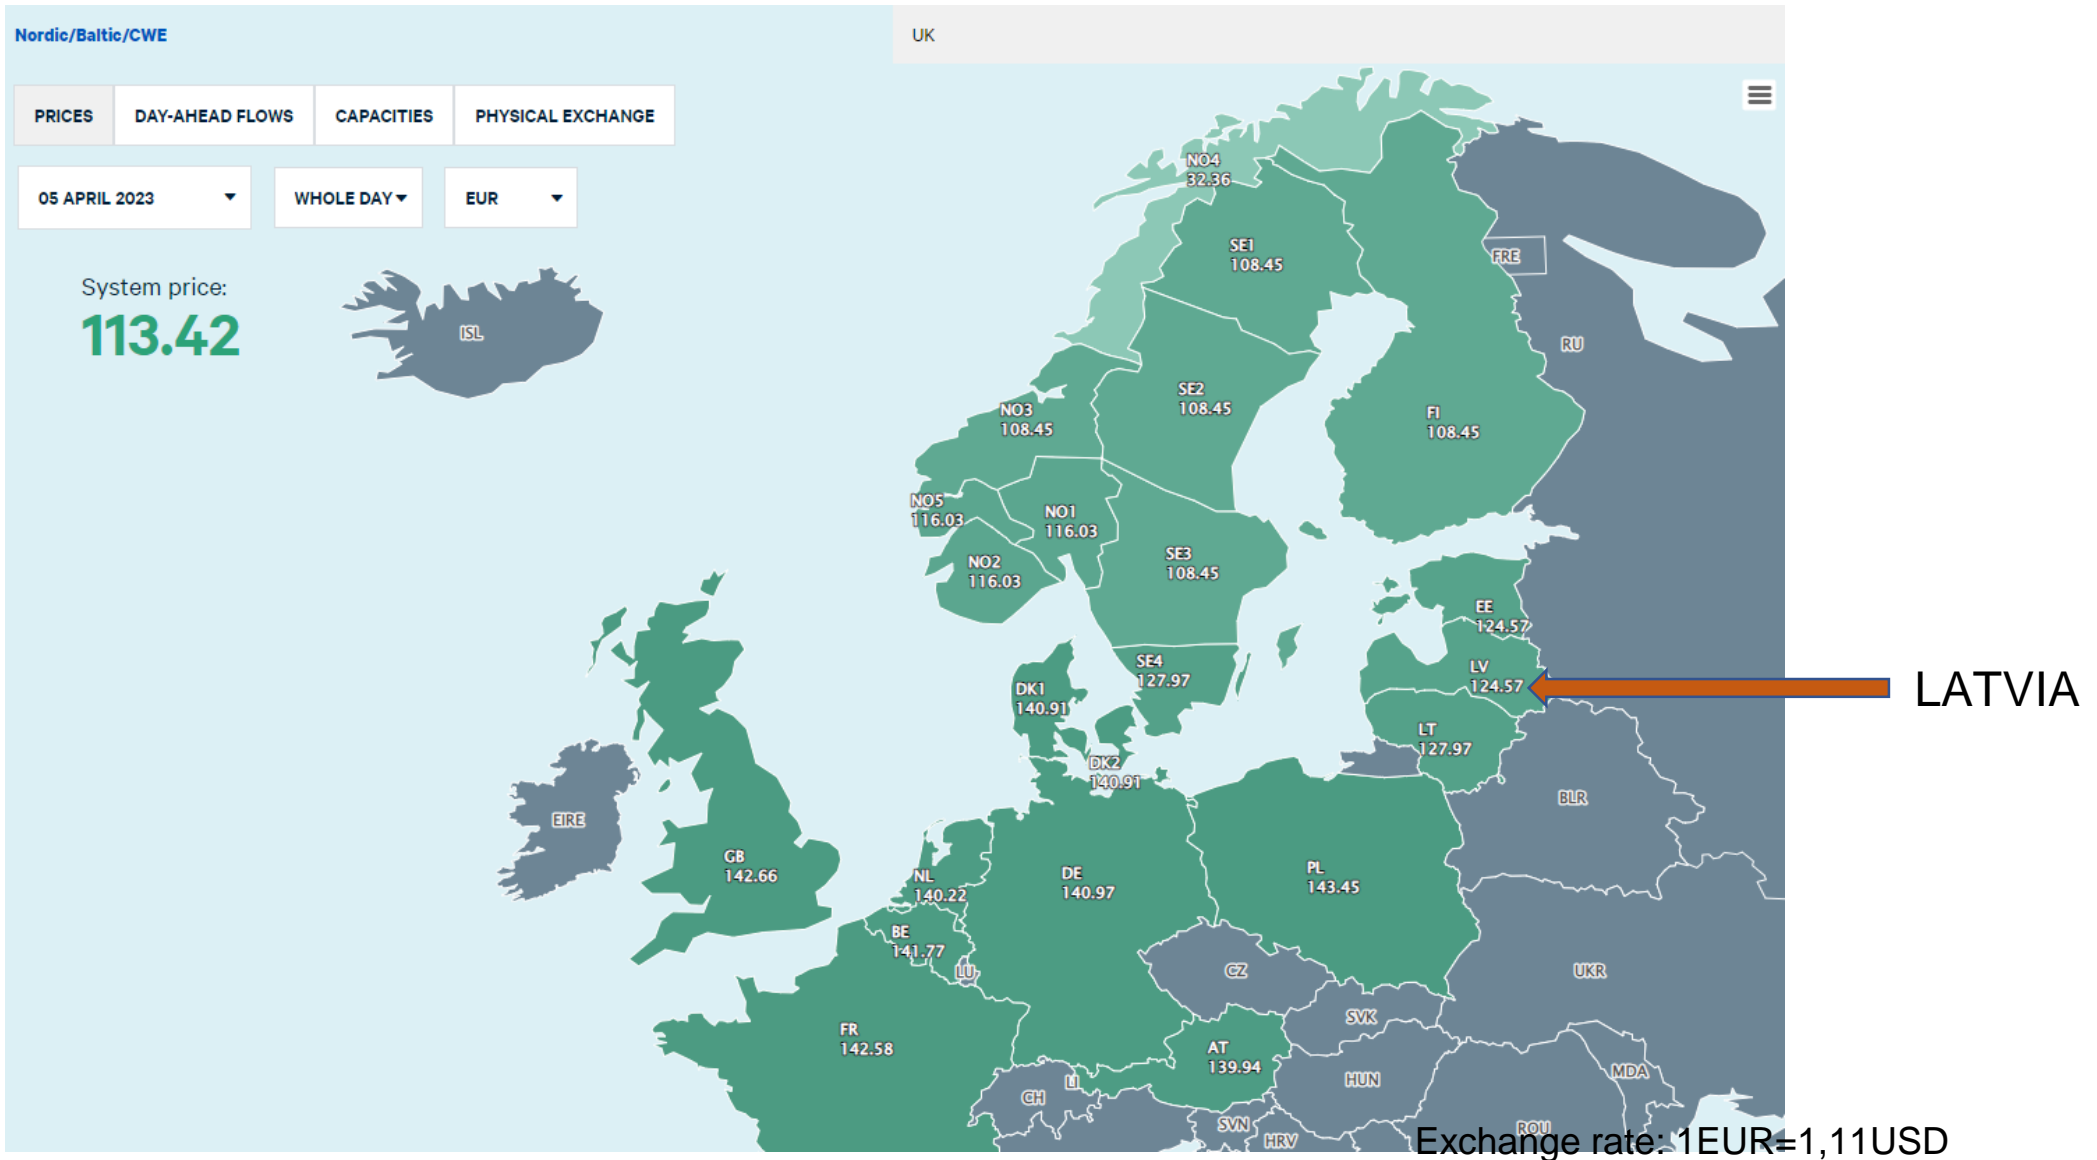 Nordic/Baltic/CWE
UK
PRICES
DAY-AHEAD FLOWS
CAPACITIES
PHYSICAL EXCHANGE
05 APRIL 2023
WHOLE DAY
EUR
System price:
113.42
ISL
NO4
32.36
SE1
108.45
FRE
RU
SE2
108.45
NO3
108.45
FI
108.45
NO5
116.03
NO1
116.03
NO2
116.03
SE3
108.45
EE
124.57
LV
124.57
LATVIA
SE4
127.97
DK1
140.91
LT
127.97
DK2
140.91
BLR
EIRE
GB
142.66
NL
140.22
DE
140.97
PL
143.45
BE
141.77
LU
CZ
UKR
SVK
FR
142.58
AT
139.94
HUN
MDA
LI
CH
SVN
HRV
ROU
Exchange rate: 1EUR=1,11USD